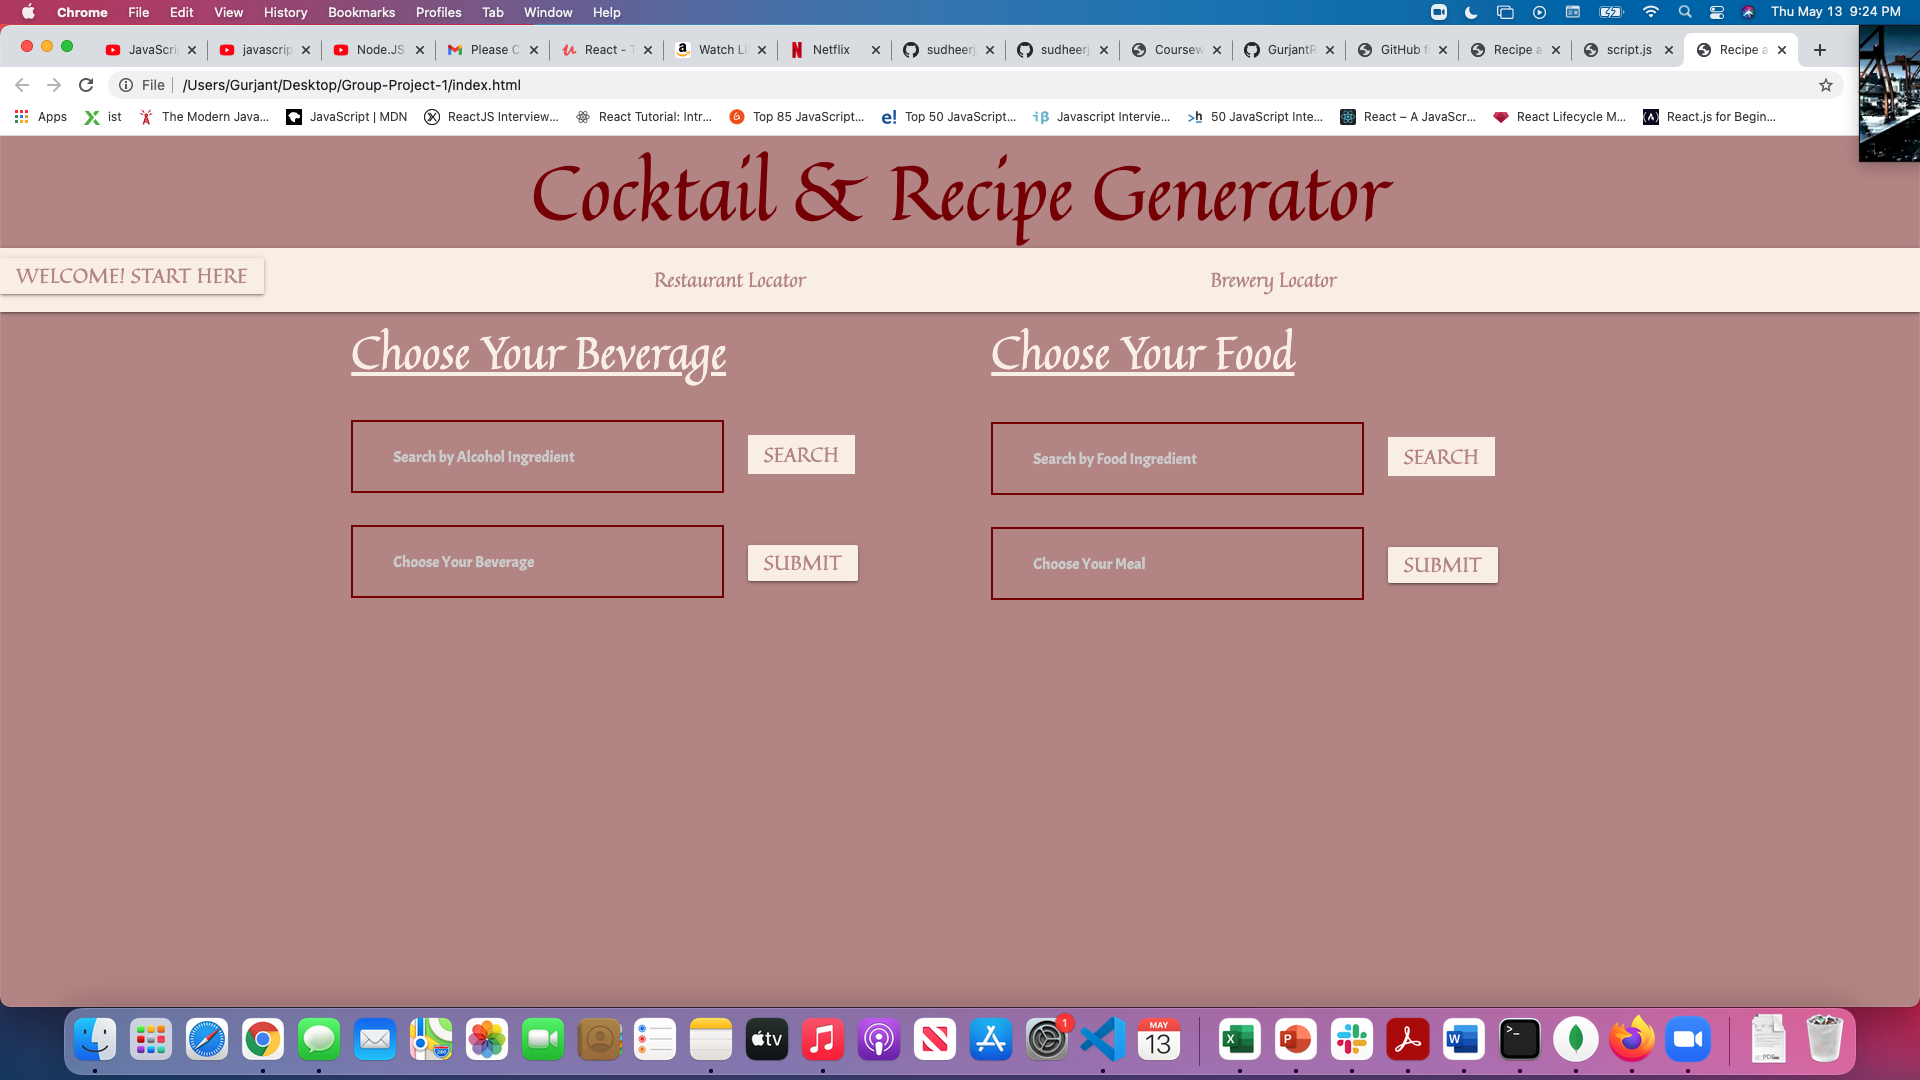 Chrome File Edit View History Bookmarks Profiles Tab Window Help Thu May 13 9:24 PM
JavaScri javascrip Node.JS Please C React - T Watch Li Netflix sudheerj sudheerj Coursew GurjantR GitHub f Recipe a script.js Recipe a
File /Users/Gurjant/Desktop/Group-Project-1/index.html
Apps ist The Modern Java... JavaScript | MDN ReactJS Interview... React Tutorial: Intr... Top 85 JavaScript... e! Top 50 JavaScript... Javascript Intervie... >h 50 JavaScript Inte... React – A JavaScr... React Lifecycle M... React.js for Begin...
Cocktail & Recipe Generator
WELCOME! START HERE Restaurant Locator Brewery Locator
Choose Your Beverage Choose Your Food
Search by Alcohol Ingredient SEARCH Search by Food Ingredient SEARCH
Choose Your Beverage SUBMIT Choose Your Meal SUBMIT
280 tv 1 MAY 13 X P W >_ PDF